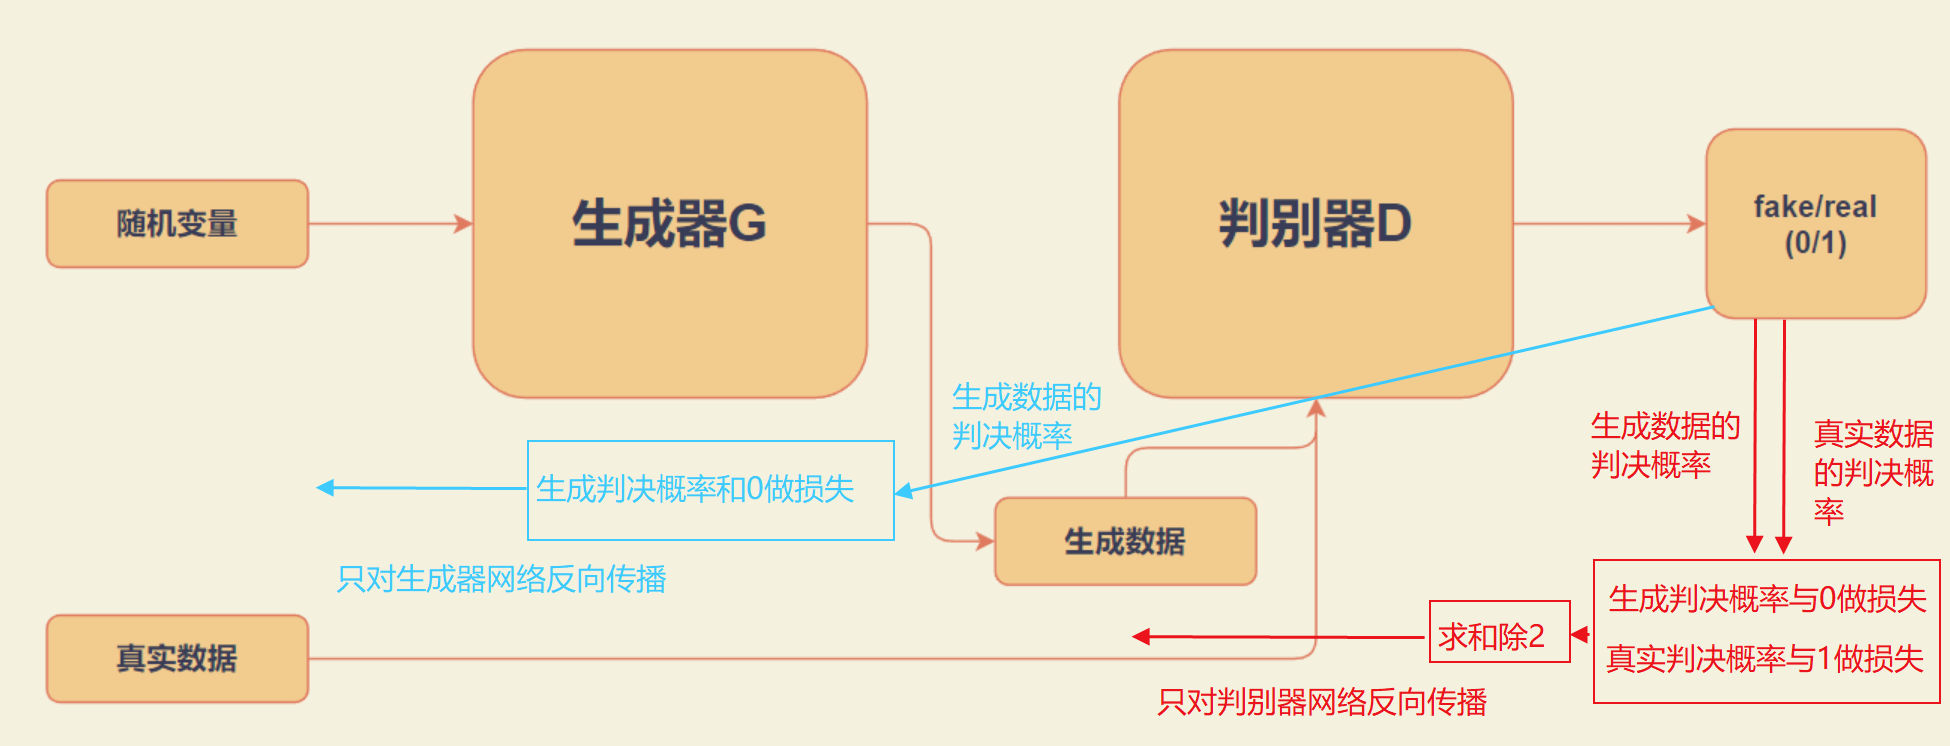 随机变量
生成器G
判别器D
fake/real
(0/1)
生成数据的
判决概率
生成判决概率和0做损失
只对生成器网络反向传播
生成数据
真实数据
生成数据的
判决概率
真实数据
的判决概
率
生成判决概率与0做损失
真实判决概率与1做损失
求和除2
只对判别器网络反向传播